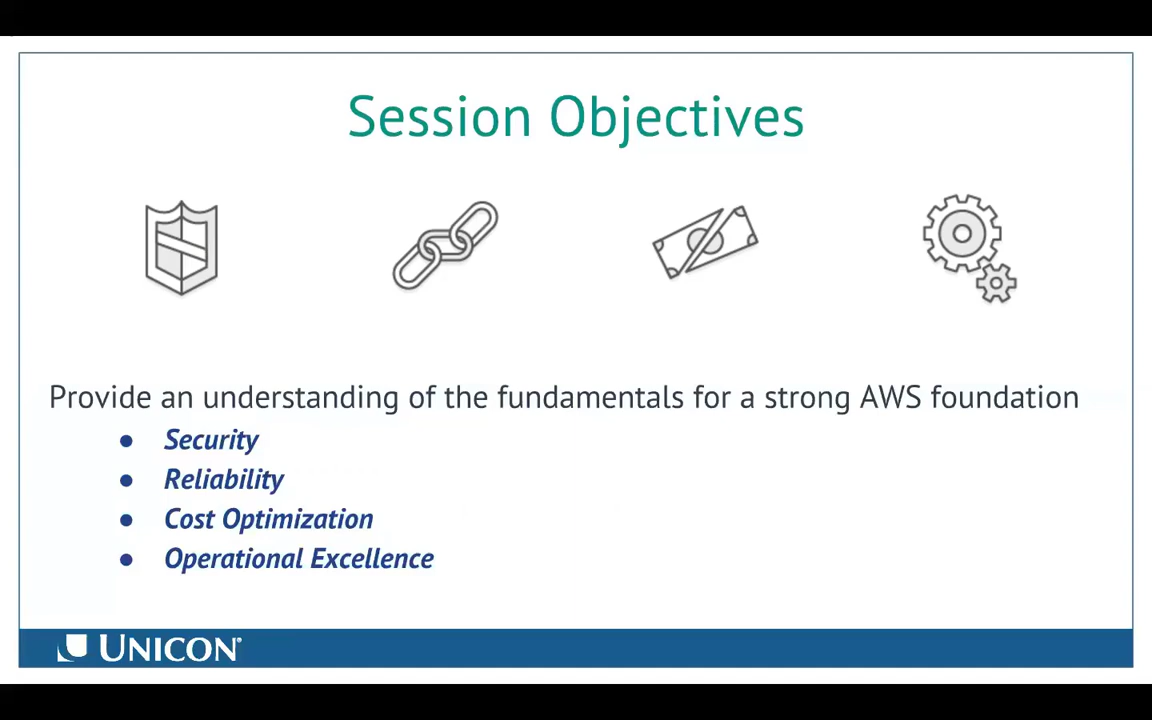 Session Objectives
Provide an understanding of the fundamentals for a strong AWS foundation
● Security
● Reliability
● Cost Optimization
● Operational Excellence
UNICON®